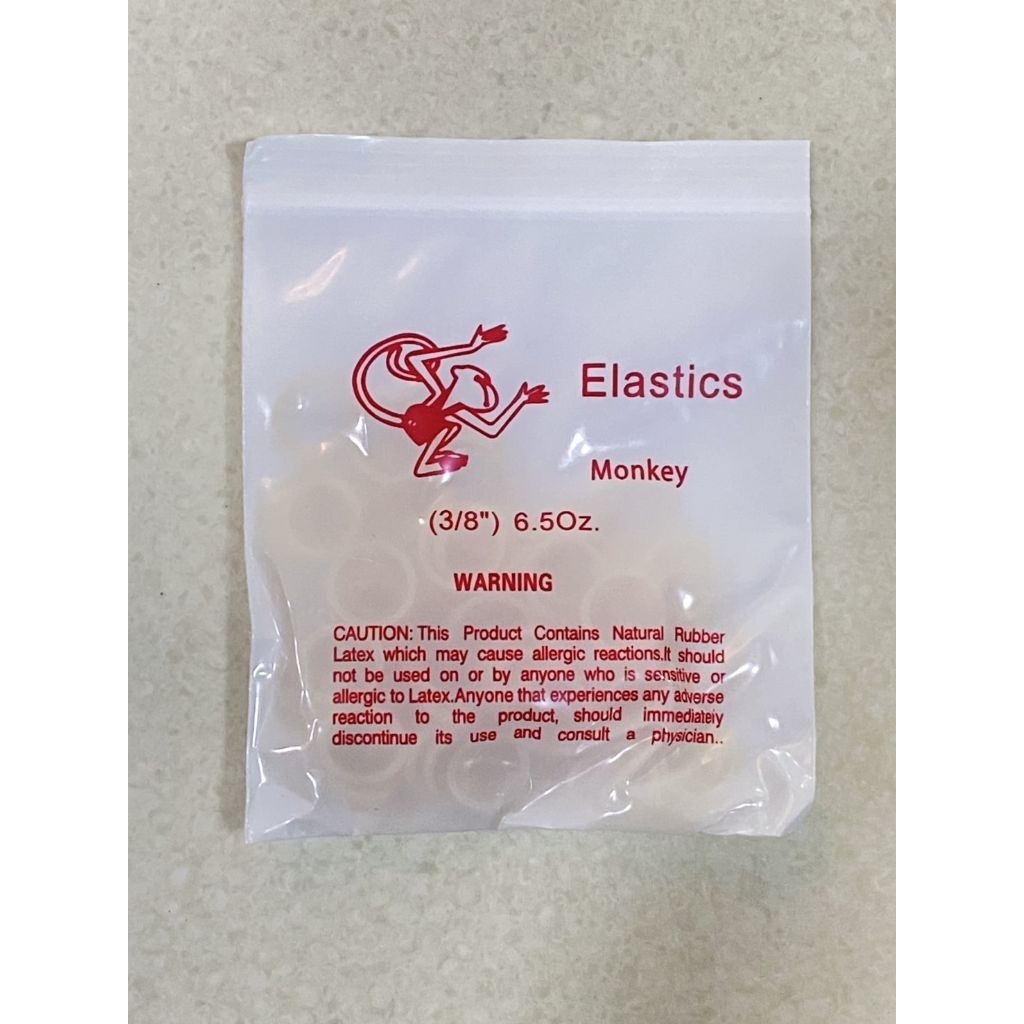 Elastics
Monkey
(3/8") 6.5Oz.
WARNING
CAUTION: This Product Contains Natural Rubber
Latex which may cause allergic reactions.It should
not be used on or by anyone who is sensitive or
allergic to Latex.Anyone that experiences any adverse
reaction to the product, should immediately
discontinue its use and consult a physician..